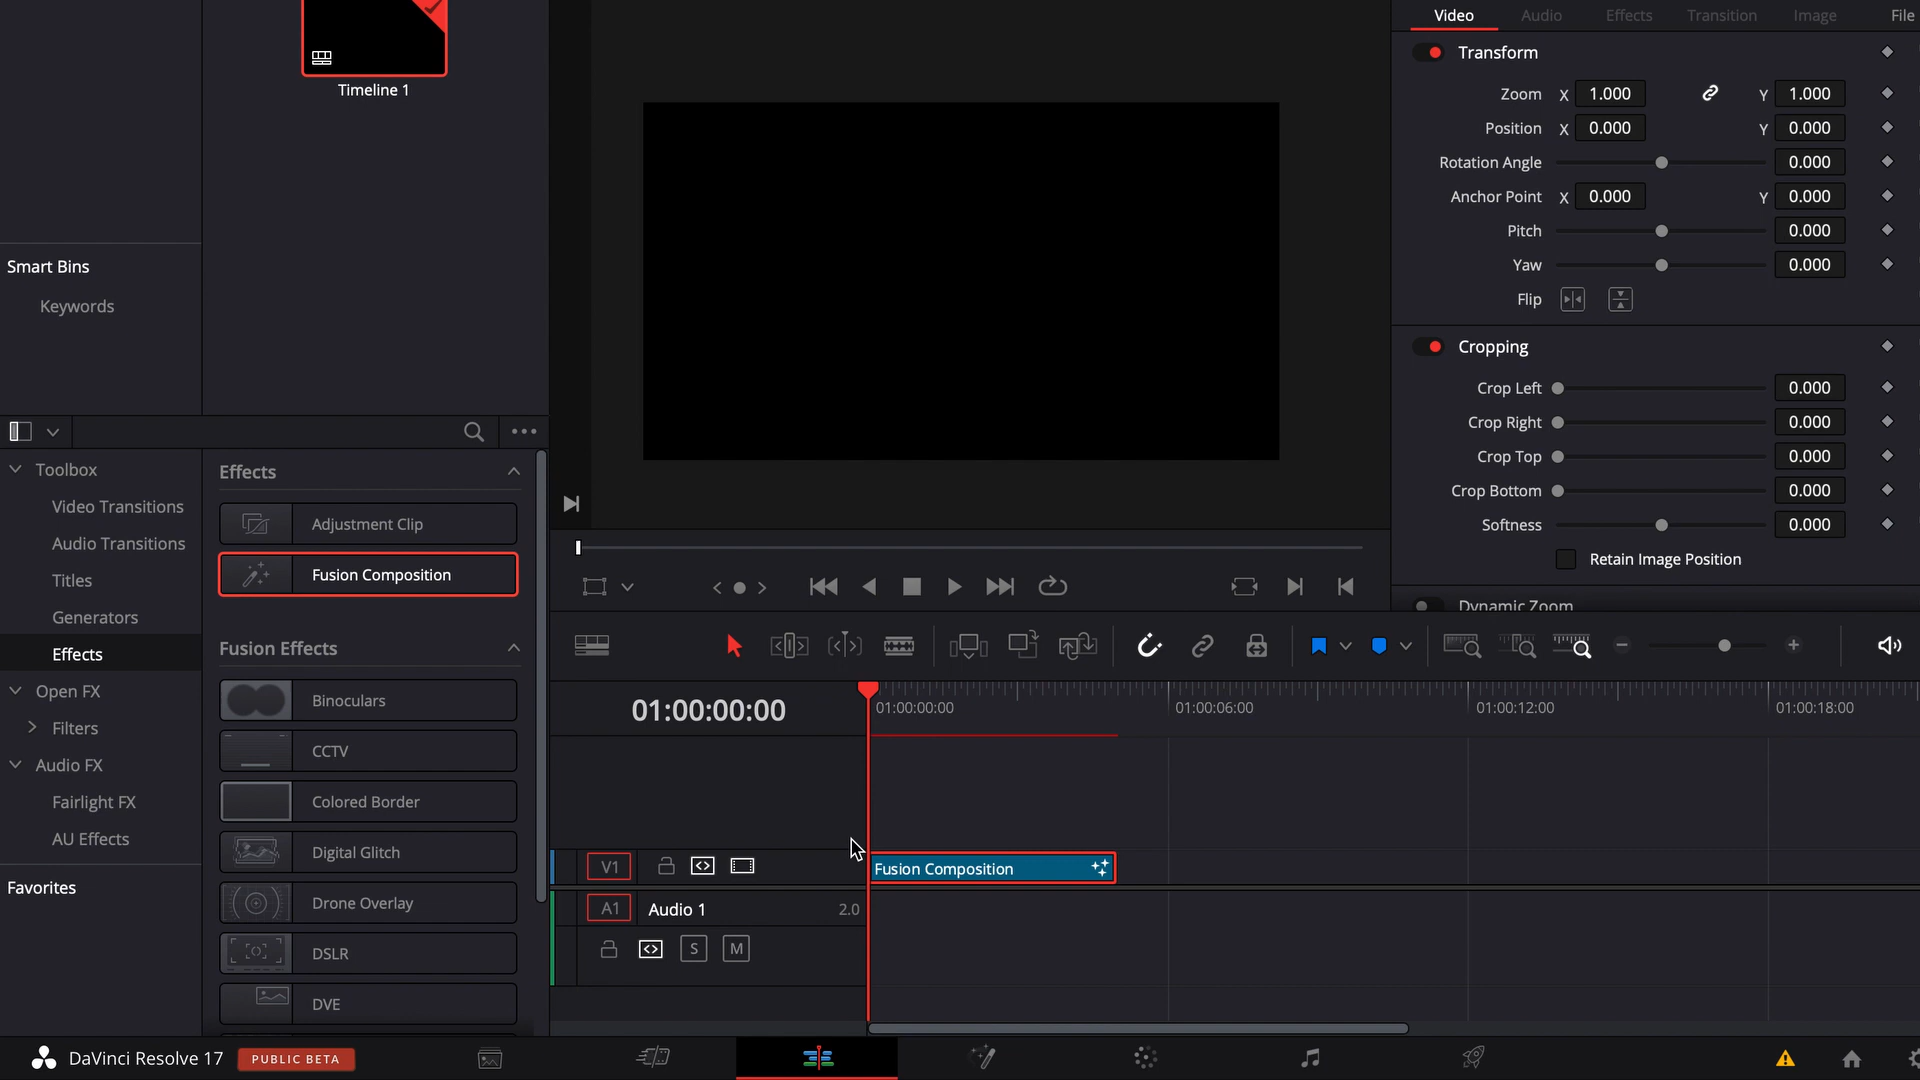 Timeline 1
Smart Bins
Keywords
Toolbox
Video Transitions
Audio Transitions
Titles
Generators
Effects
Open FX
Filters
Audio FX
Fairlight FX
AU Effects
Favorites
Effects
Adjustment Clip
Fusion Composition
Fusion Effects
Binoculars
CCTV
Colored Border
Digital Glitch
Drone Overlay
DSLR
DVE
Video Audio Effects Transition Image File
Transform
Zoom X 1.000 Y 1.000
Position X 0.000 Y 0.000
Rotation Angle 0.000
Anchor Point X 0.000 Y 0.000
Pitch 0.000
Yaw 0.000
Flip
Cropping
Crop Left 0.000
Crop Right 0.000
Crop Top 0.000
Crop Bottom 0.000
Softness 0.000
Retain Image Position
Dynamic Zoom
01:00:00:00 01:00:00:00 01:00:06:00 01:00:12:00 01:00:18:00
V1 Fusion Composition
A1 Audio 1 2.0
S M
DaVinci Resolve 17 PUBLIC BETA